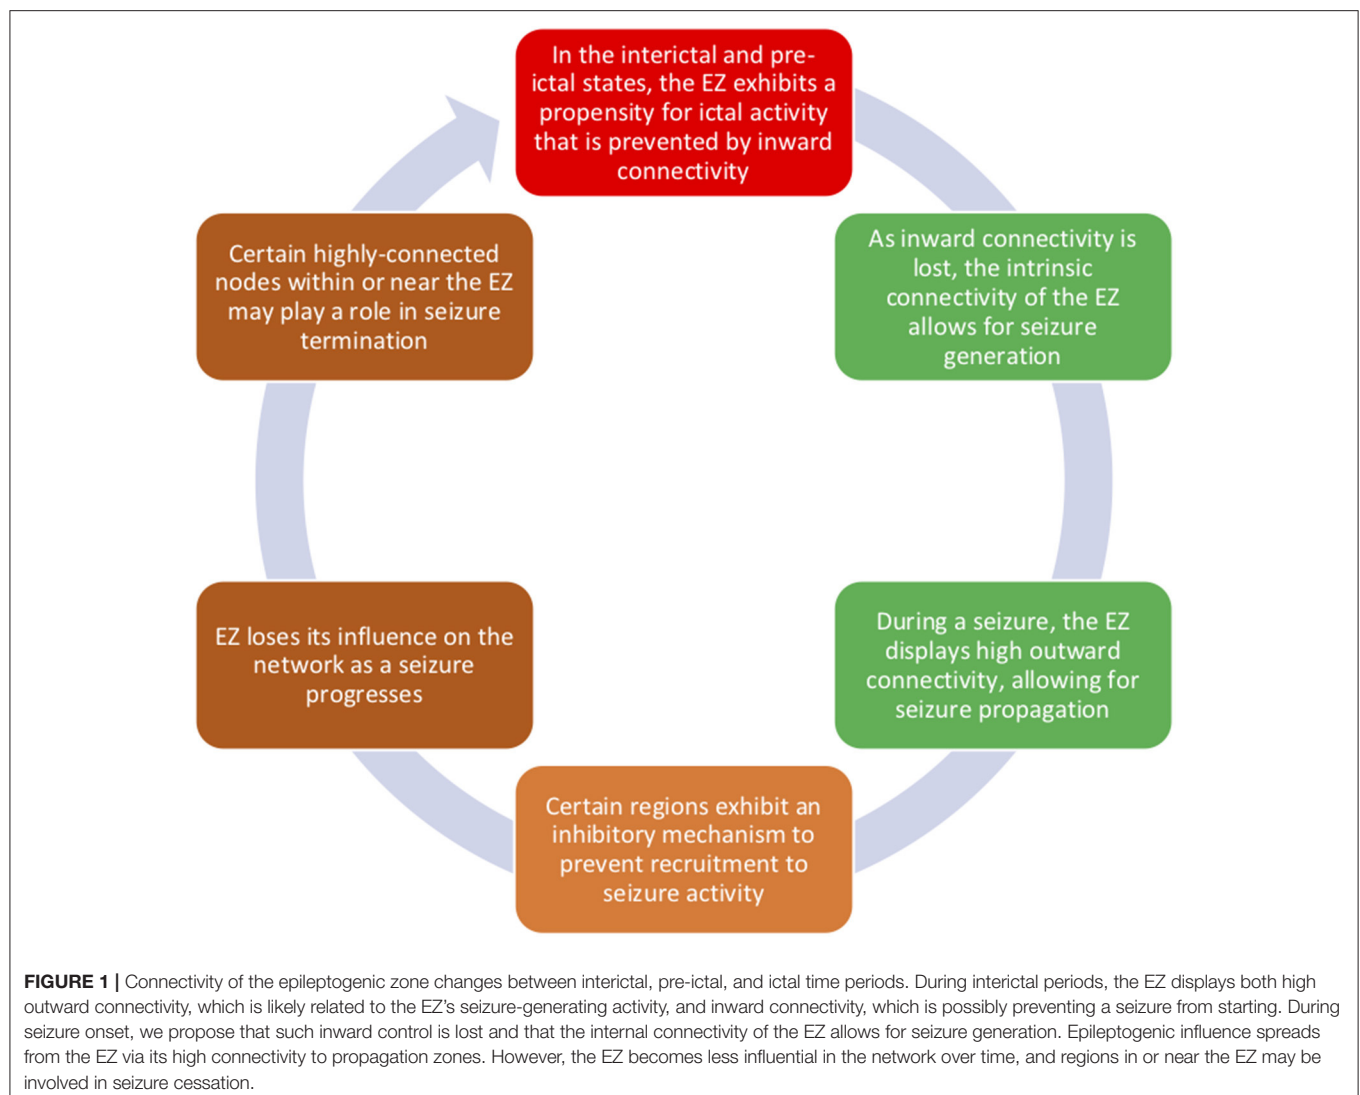 In the interictal and pre-
ictal states, the EZ exhibits a
propensity for ictal activity
that is prevented by inward
connectivity
As inward connectivity is
lost, the intrinsic
connectivity of the EZ
allows for seizure
generation
During a seizure, the EZ
displays high outward
connectivity, allowing for
seizure propagation
Certain regions exhibit an
inhibitory mechanism to
prevent recruitment to
seizure activity
EZ loses its influence on the
network as a seizure
progresses
Certain highly-connected
nodes within or near the EZ
may play a role in seizure
termination
FIGURE 1 | Connectivity of the epileptogenic zone changes between interictal, pre-ictal, and ictal time periods. During interictal periods, the EZ displays both high
outward connectivity, which is likely related to the EZ's seizure-generating activity, and inward connectivity, which is possibly preventing a seizure from starting. During
seizure onset, we propose that such inward control is lost and that the internal connectivity of the EZ allows for seizure generation. Epileptogenic influence spreads
from the EZ via its high connectivity to propagation zones. However, the EZ becomes less influential in the network over time, and regions in or near the EZ may be
involved in seizure cessation.